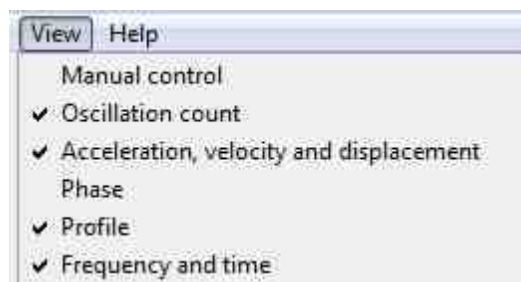 View Help
Manual control
Oscillation count
Acceleration, velocity and displacement
Phase
Profile
Frequency and time